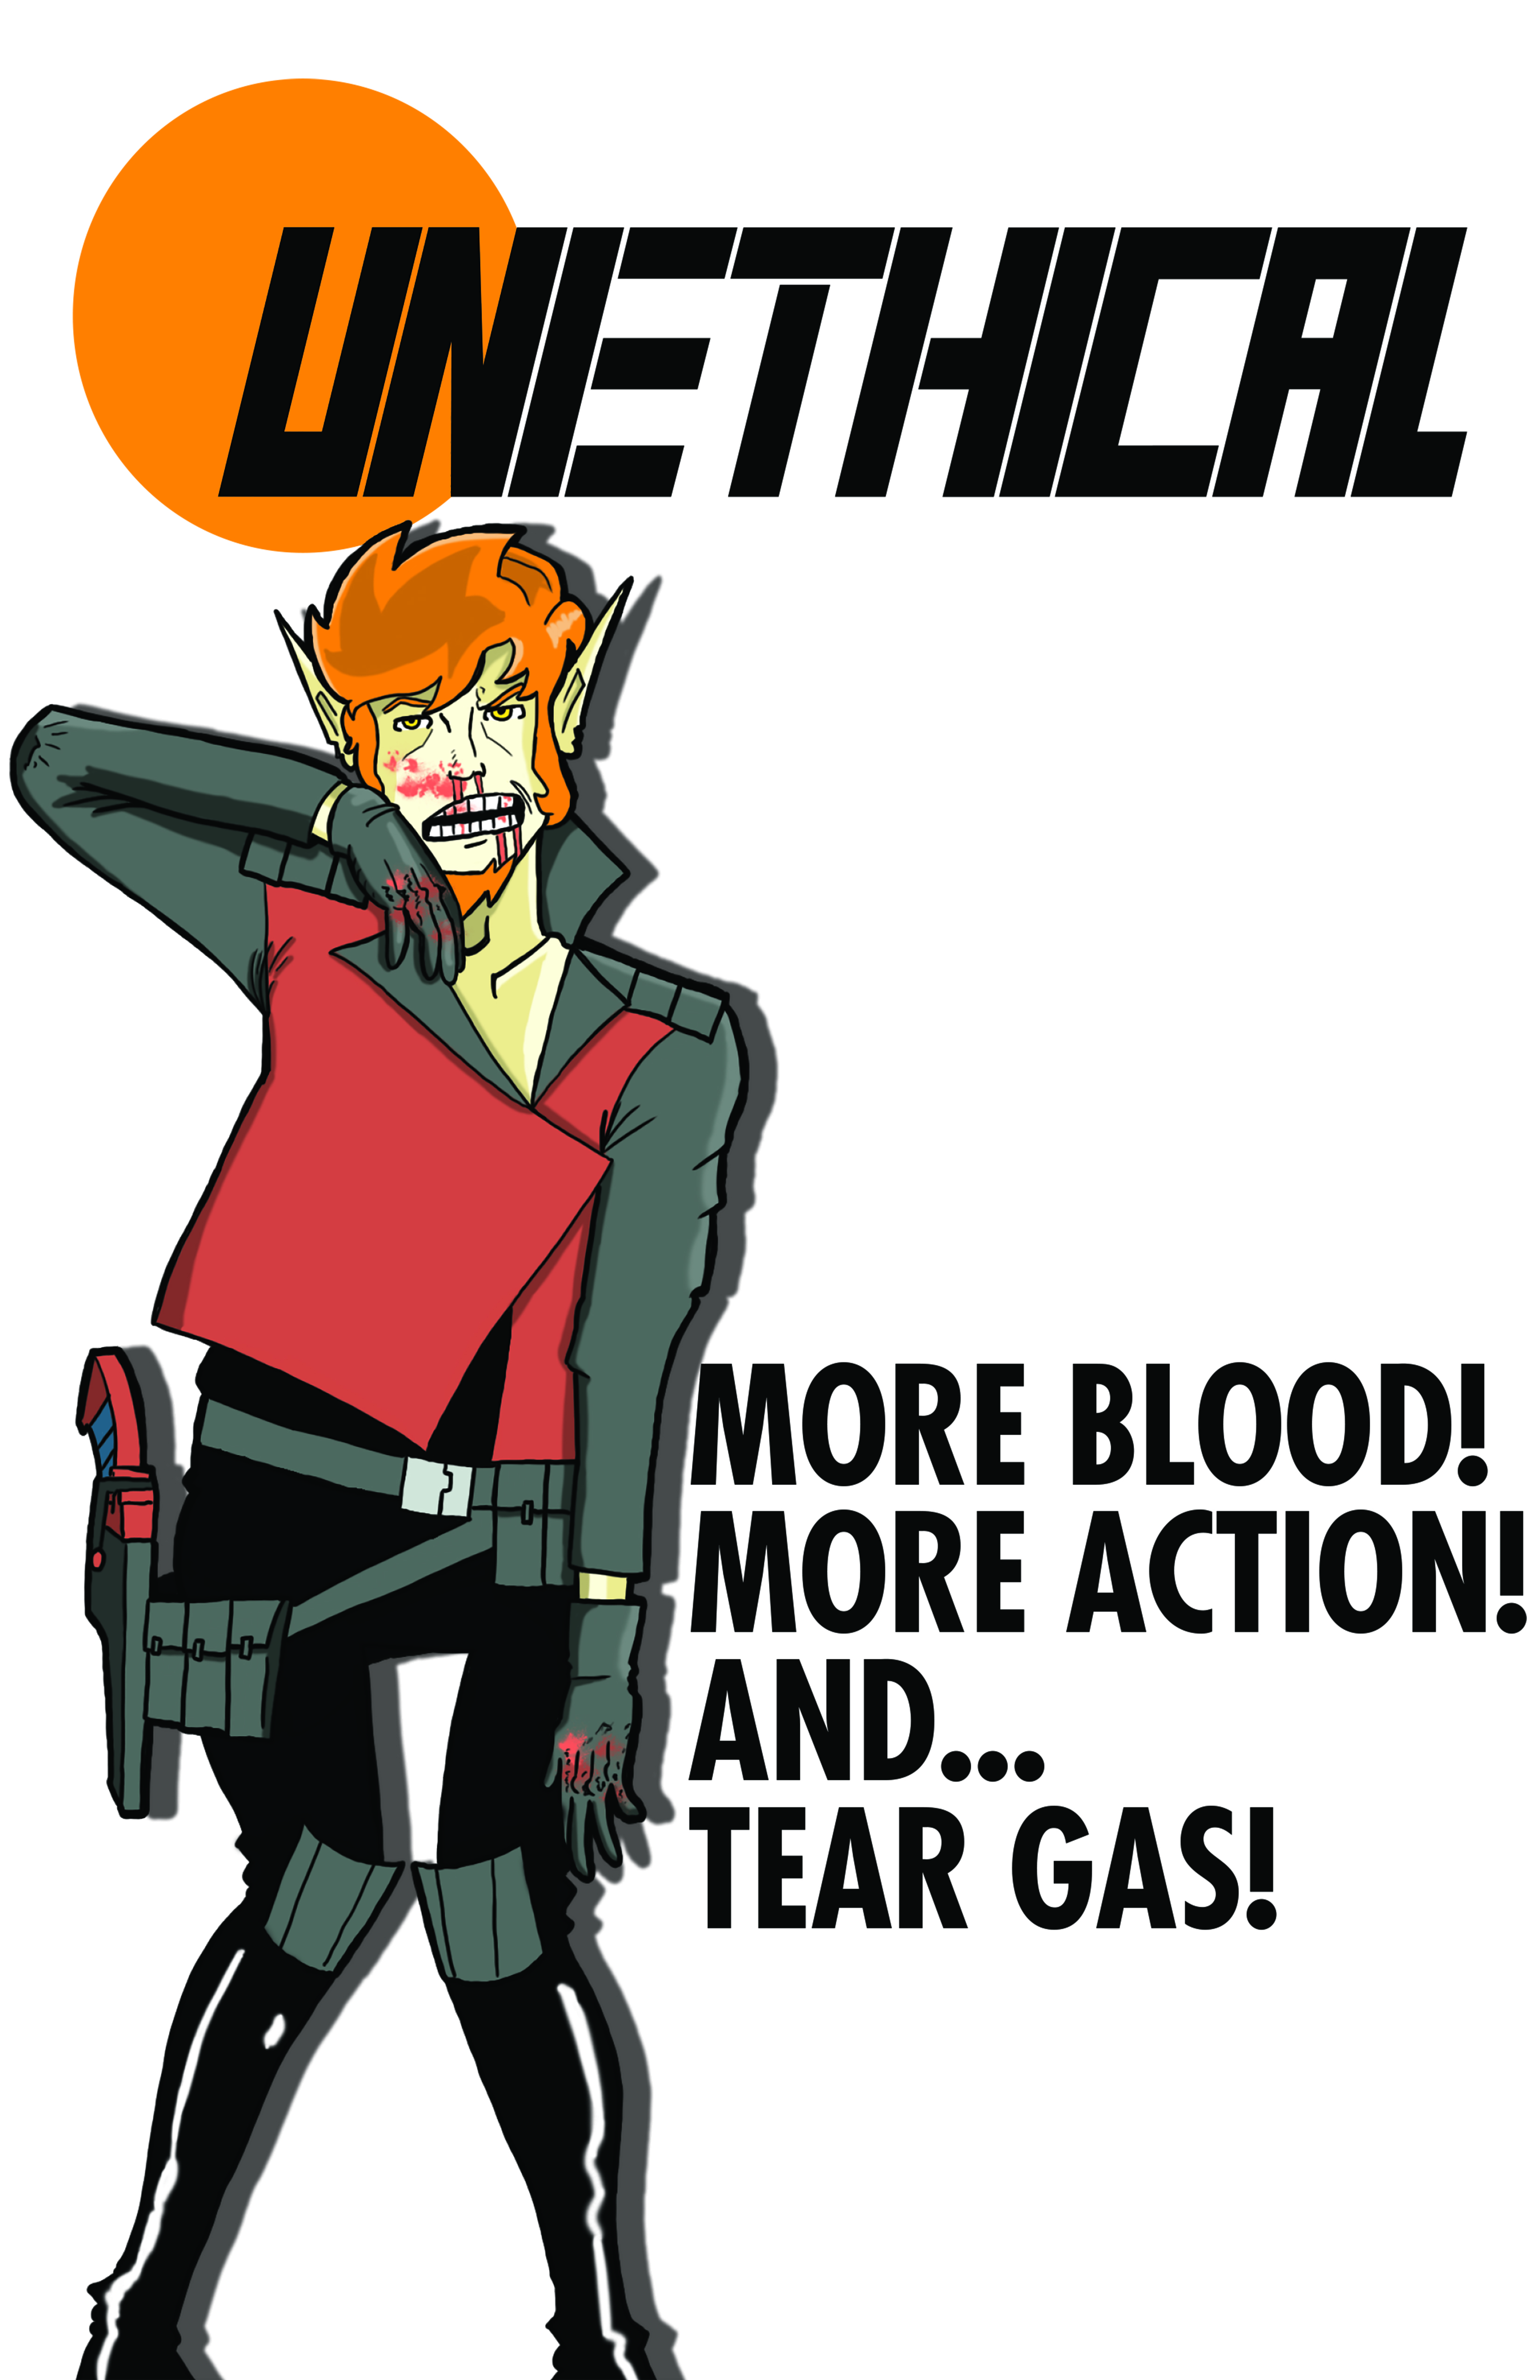 UNETHICAL
MORE BLOOD!
MORE ACTION!
AND...
TEAR GAS!